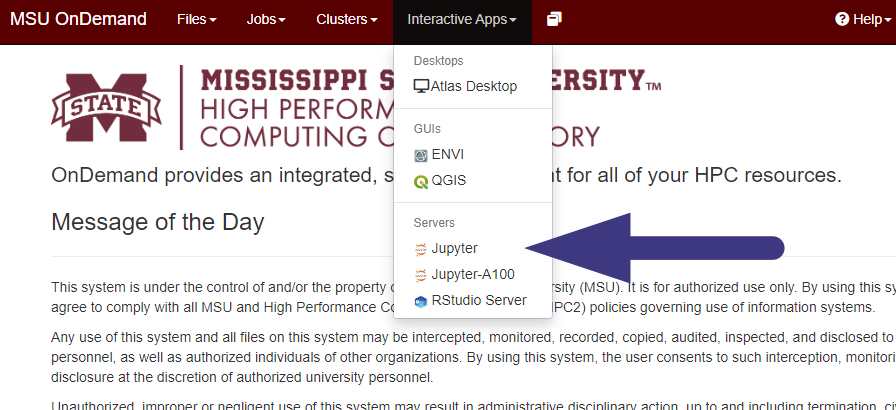 MSU OnDemand Files Jobs Clusters Interactive Apps Help
Desktops
Atlas Desktop
GUIs
ENVI
QGIS
Servers
Jupyter
Jupyter-A100
RStudio Server
STATE
MISSISSIPPI S ERSITY™
HIGH PERFORM
COMPUTING C ORY
OnDemand provides an integrated, s t for all of your HPC resources.
Message of the Day
This system is under the control of and/or the property o sity (MSU). It is for authorized use only. By using this sy
agree to comply with all MSU and High Performance Co PC2) policies governing use of information systems.
Any use of this system and all files on this system may be intercepted, monitored, recorded, copied, audited, inspected, and disclosed to
personnel, as well as authorized individuals of other organizations. By using this system, the user consents to such interception, monitori
disclosure at the discretion of authorized university personnel.
Unauthorized, improper or negligent use of this system may result in administrative disciplinary action, up to and including termination, ci